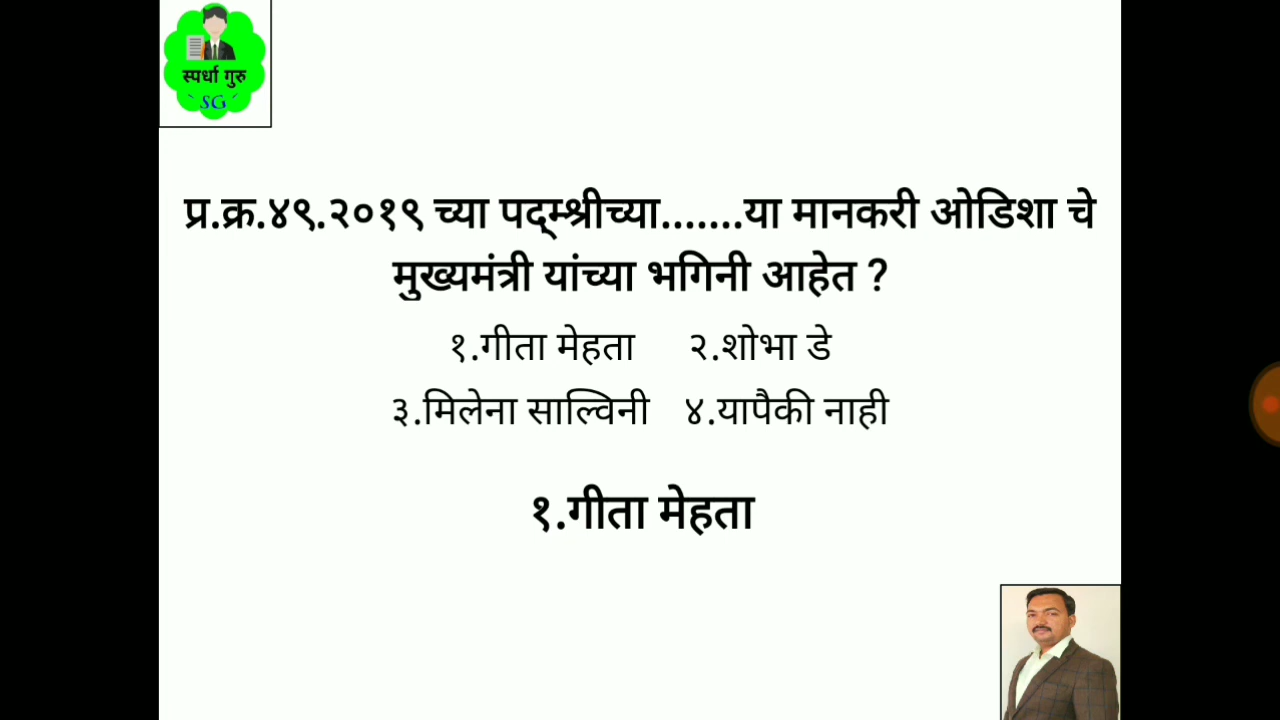 स्पर्धा गुरु
SG
प्र.क्र.४९.२०१९ च्या पद्म्श्रीच्या.......या मानकरी ओडिशा चे
मुख्यमंत्री यांच्या भगिनी आहेत ?
१.गीता मेहता २.शोभा डे
३.मिलेना साल्विनी ४.यापैकी नाही
१.गीता मेहता